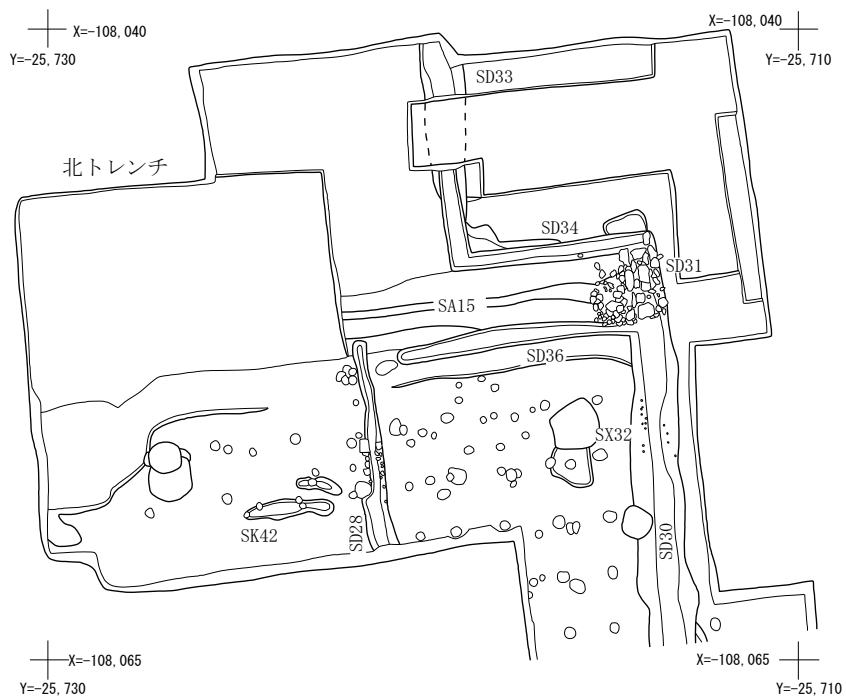 X=-108,040
Y=-25,730
X=-108,040
Y=-25,710
SD33
北トレンチ
SD34
SD31
SA15
SD36
SX32
SK42
SD28
SD30
X=-108,065
Y=-25,730
X=-108,065
Y=-25,710